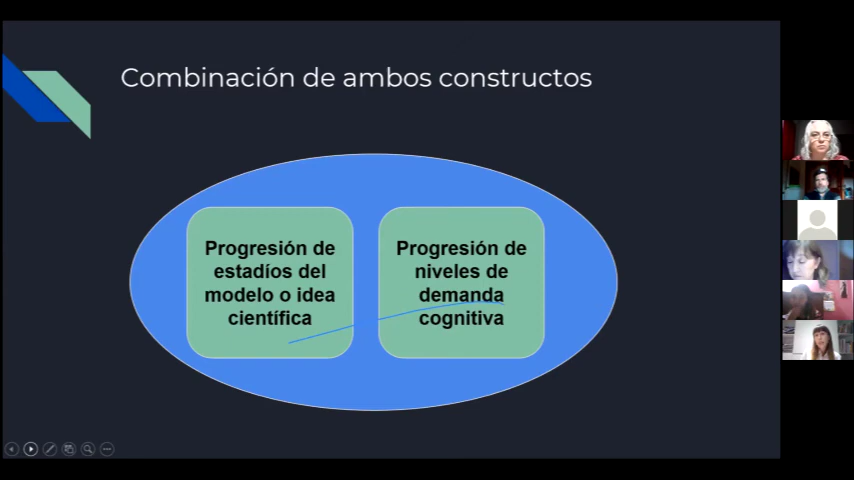 Combinación de ambos constructos
Progresión de
estadíos del
modelo o idea
científica
Progresión de
niveles de
demanda
cognitiva